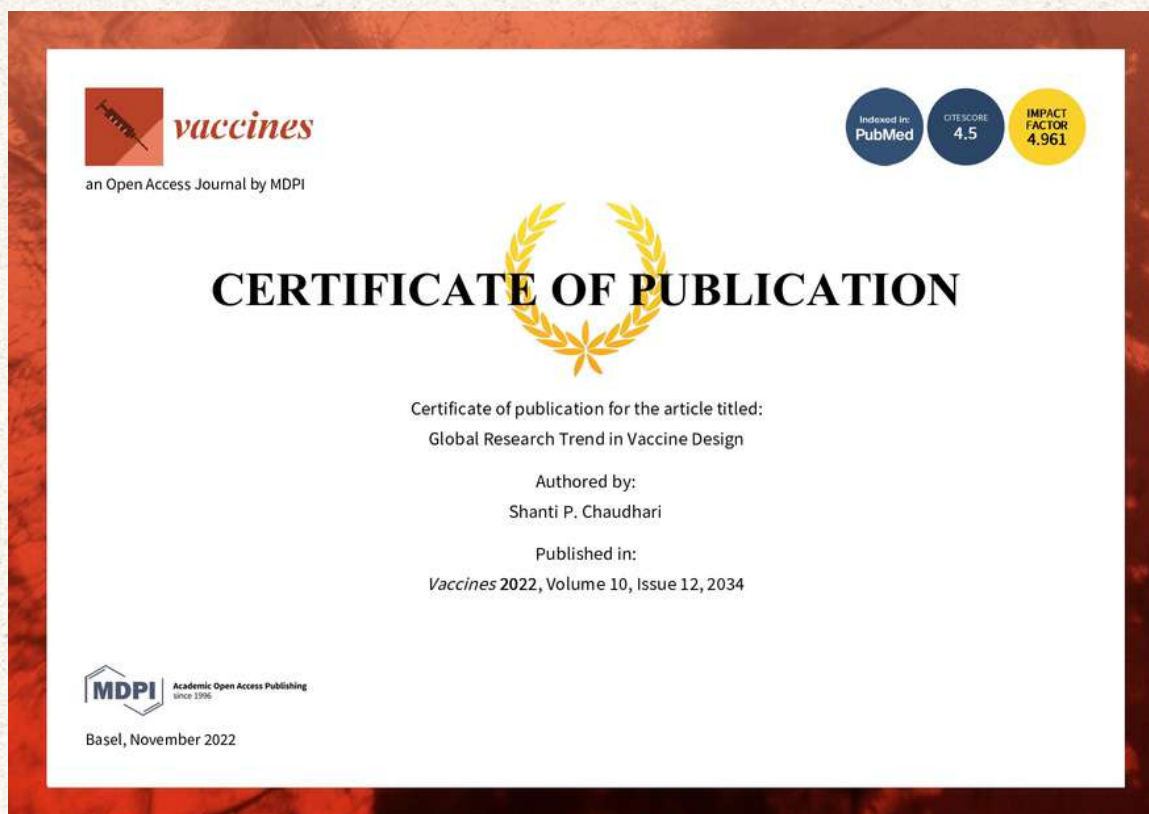 vaccines
an Open Access Journal by MDPI
Indexed in:
PubMed
CITESCORE
4.5
IMPACT
FACTOR
4.961
CERTIFICATE OF PUBLICATION
Certificate of publication for the article titled:
Global Research Trend in Vaccine Design
Authored by:
Shanti P. Chaudhari
Published in:
Vaccines 2022, Volume 10, Issue 12, 2034
MDPI
Academic Open Access Publishing
since 1996
Basel, November 2022